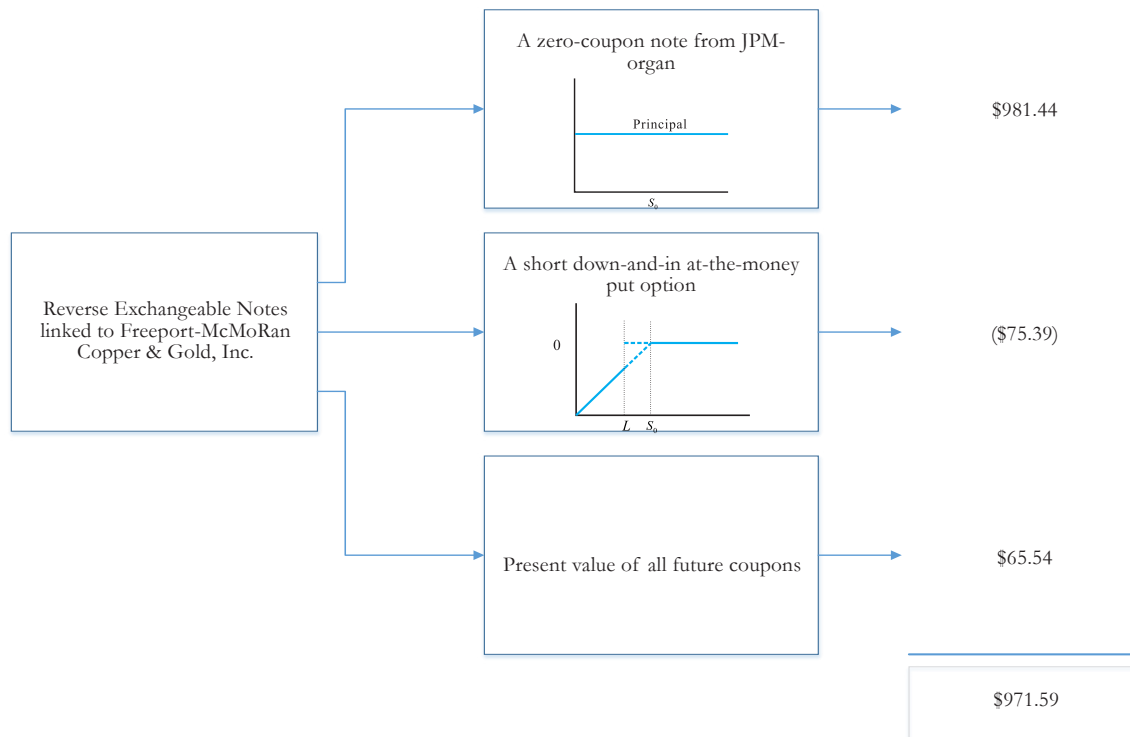 A zero-coupon note from JPM-
organ
Principal
S₀
$981.44
Reverse Exchangeable Notes
linked to Freeport-McMoRan
Copper & Gold, Inc.
A short down-and-in at-the-money
put option
0
L S₀
($75.39)
Present value of all future coupons
$65.54
$971.59